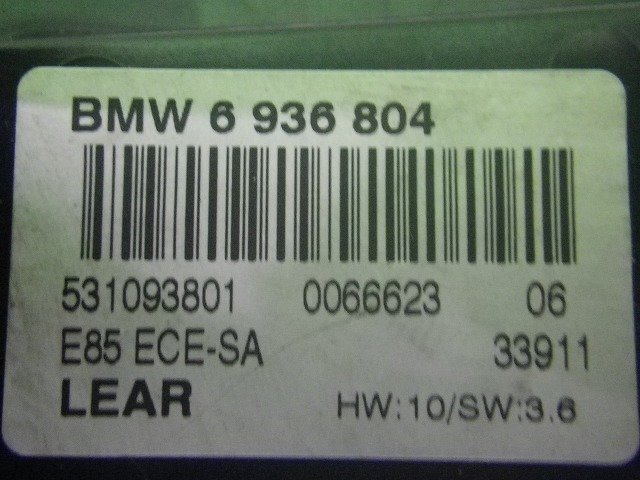 BMW 6 936 804
531093801 0066623 06
E85 ECE-SA 33911
LEAR HW:10/SW:3.6